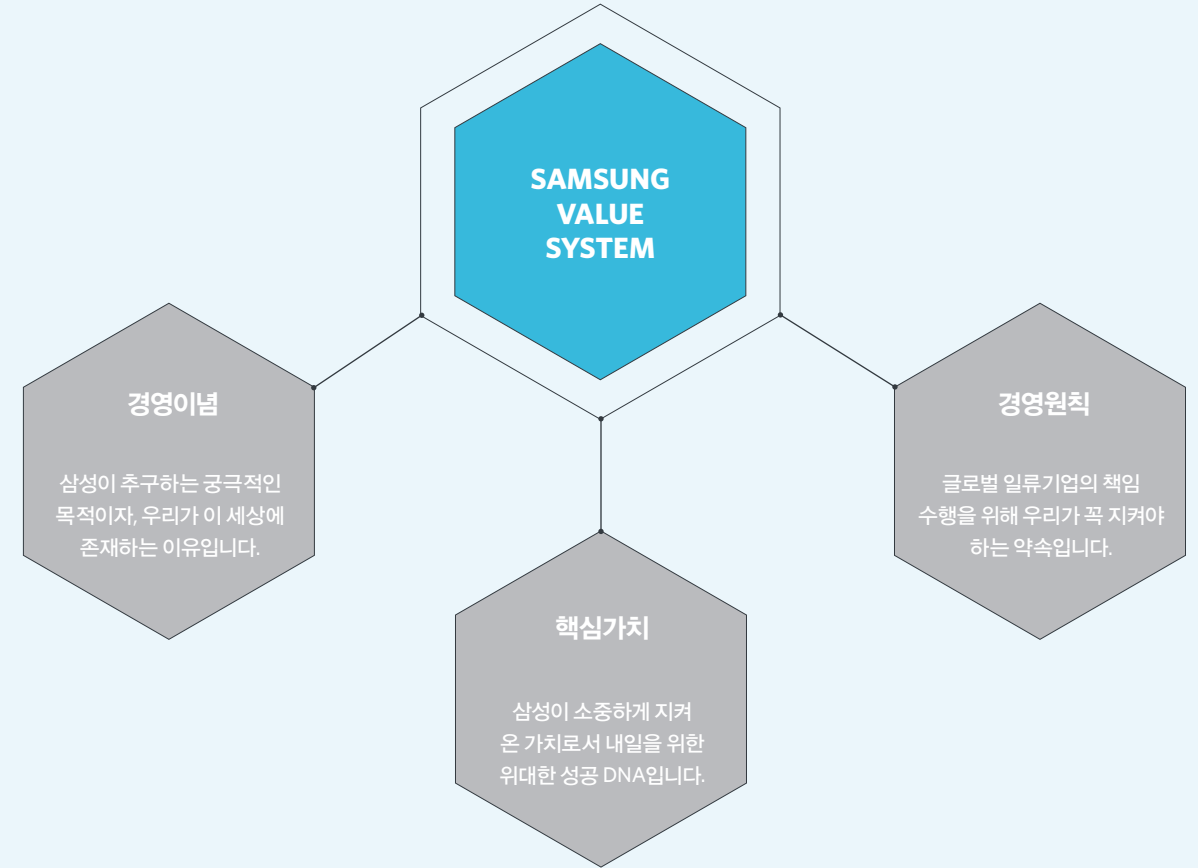 SAMSUNG
VALUE
SYSTEM
경영이념
삼성이 추구하는 궁극적인
목적이자, 우리가 이 세상에
존재하는 이유입니다.
핵심가치
삼성이 소중하게 지켜
온 가치로서 내일을 위한
위대한 성공 DNA입니다.
경영원칙
글로벌 일류기업의 책임
수행을 위해 우리가 꼭 지켜야
하는 약속입니다.